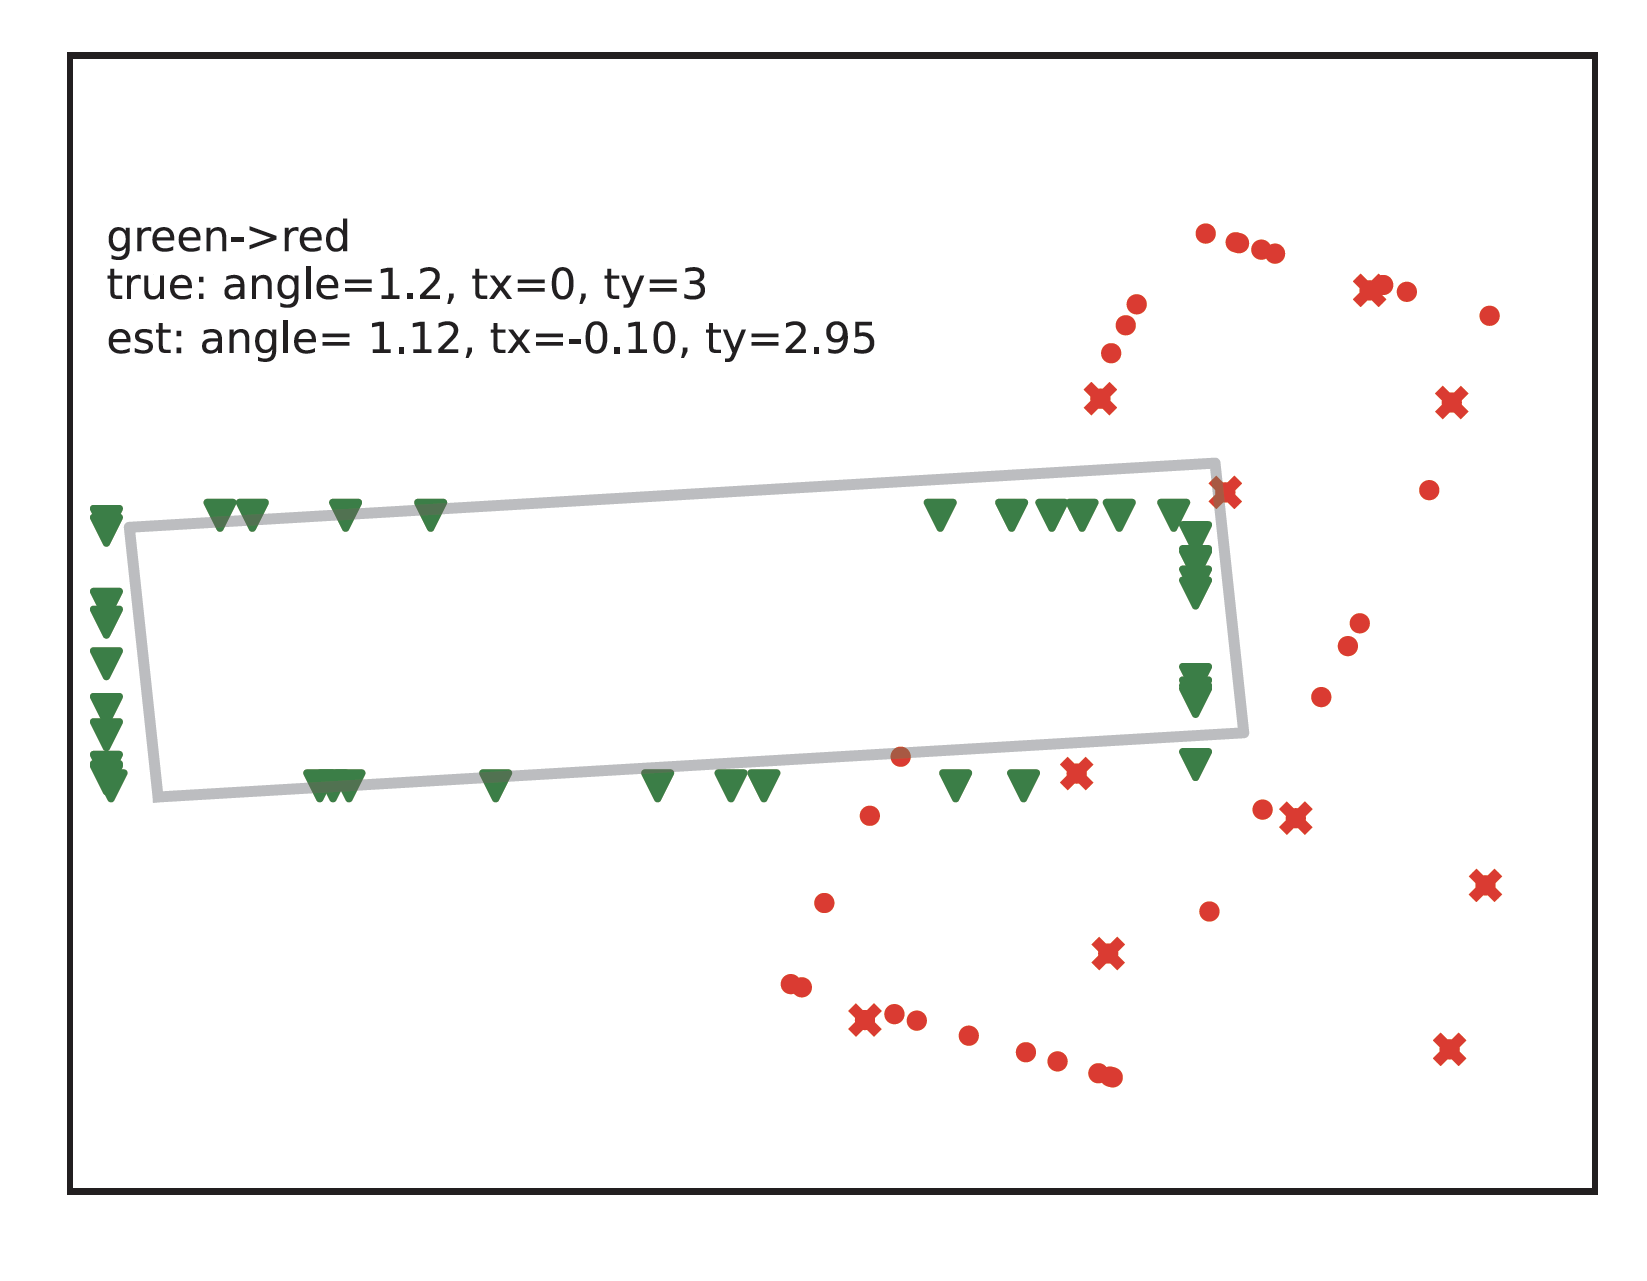 green->red
true: angle=1.2, tx=0, ty=3
est: angle= 1.12, tx=-0.10, ty=2.95